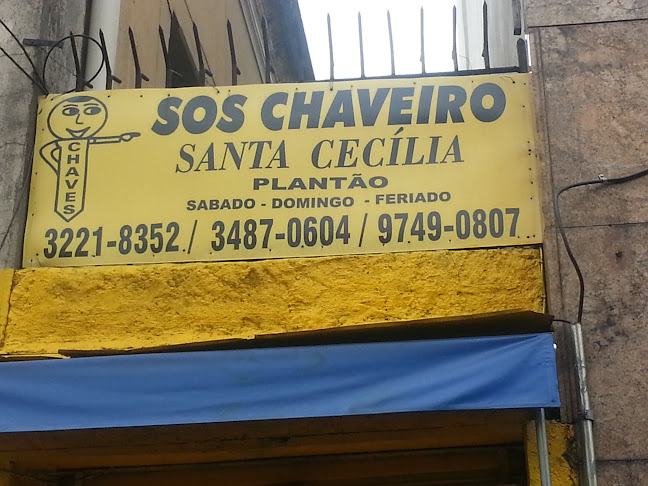 SOS CHAVEIRO
SANTA CECÍLIA
PLANTÃO
SABADO - DOMINGO - FERIADO
3221-8352 / 3487-0604 / 9749-0807
CHAVES